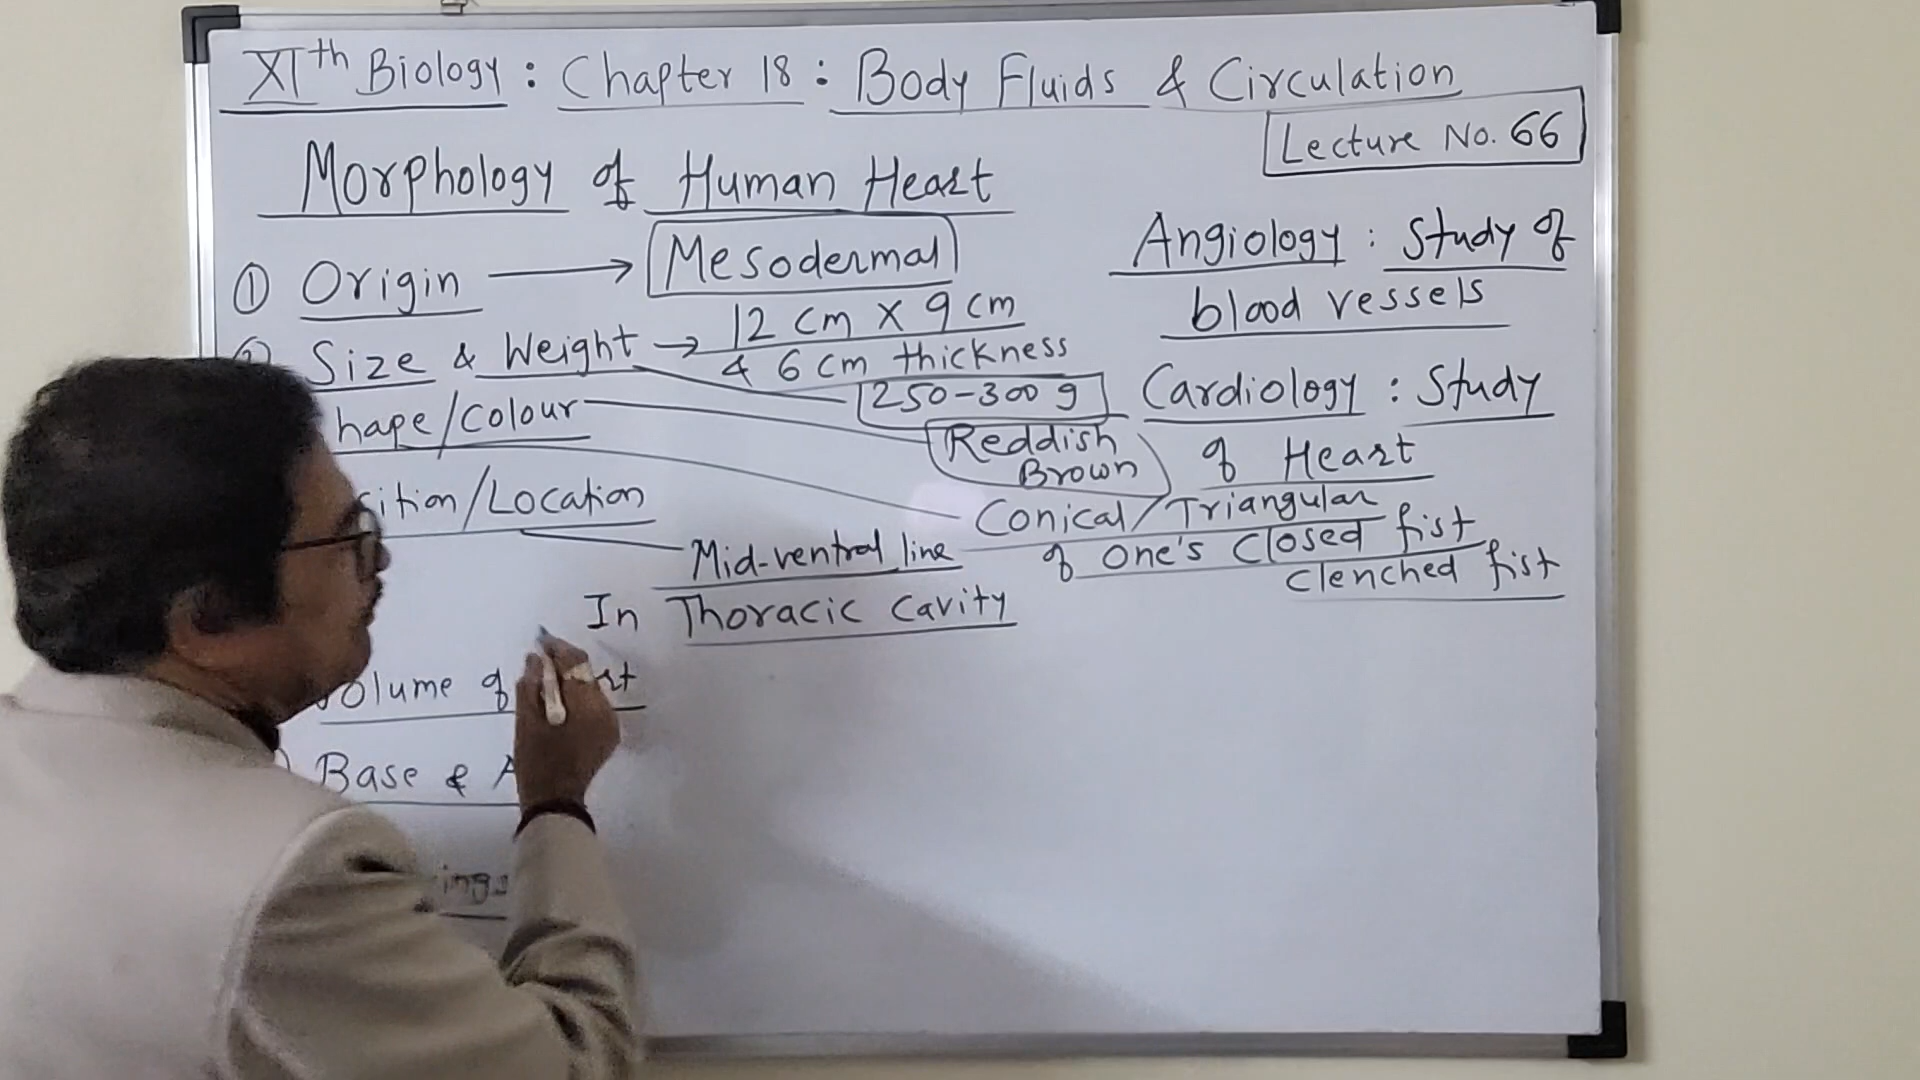 XIth Biology : Chapter 18 : Body Fluids & Circulation
Lecture No. 66
Morphology of Human Heart
① Origin → Mesodermal
Size & Weight → 12 cm x 9 cm
& 6 cm thickness
250-300 g
hape/Colour
Reddish
Brown
Conical/Triangular
of One's Closed fist
Clenched fist
ition/Location
Mid-ventral line
In Thoracic Cavity
olume of
Base & A
ings
Angiology : Study of
blood vessels
Cardiology : Study
of Heart